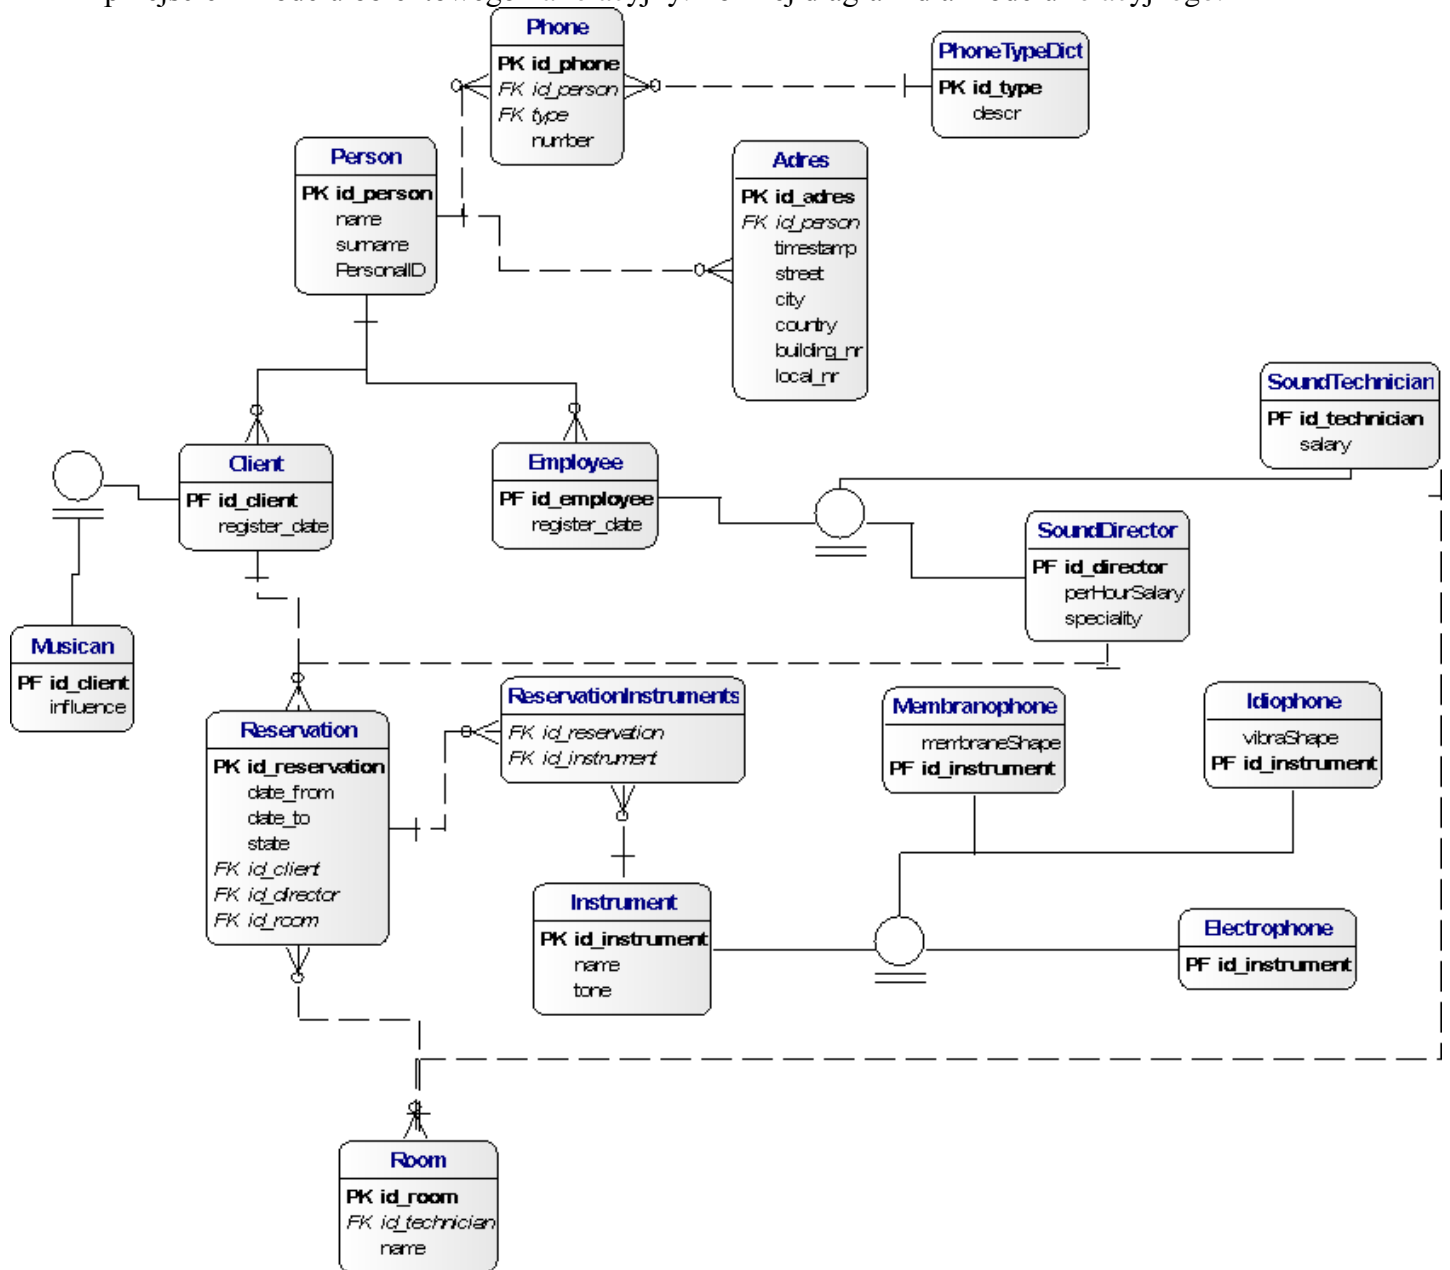 Phone
PK id_phone
FK id_person
FK type
number
PhoneTypeDict
PK id_type
descr
Person
PK id_person
name
surname
PersonalID
Adres
PK id_adres
FK id_person
timestamp
street
city
country
building_nr
local_nr
SoundTechnician
PF id_technician
salary
Client
PF id_client
register_date
Employee
PF id_employee
register_date
SoundDirector
PF id_director
perHourSalary
speciality
Musican
PF id_client
influence
Reservation
PK id_reservation
date_from
date_to
state
FK id_client
FK id_director
FK id_room
ReservationInstruments
FK id_reservation
FK id_instrument
Membranophone
membraneShape
PF id_instrument
Idiophone
vibraShape
PF id_instrument
Instrument
PK id_instrument
name
tone
Electrophone
PF id_instrument
Room
PK id_room
FK id_technician
name